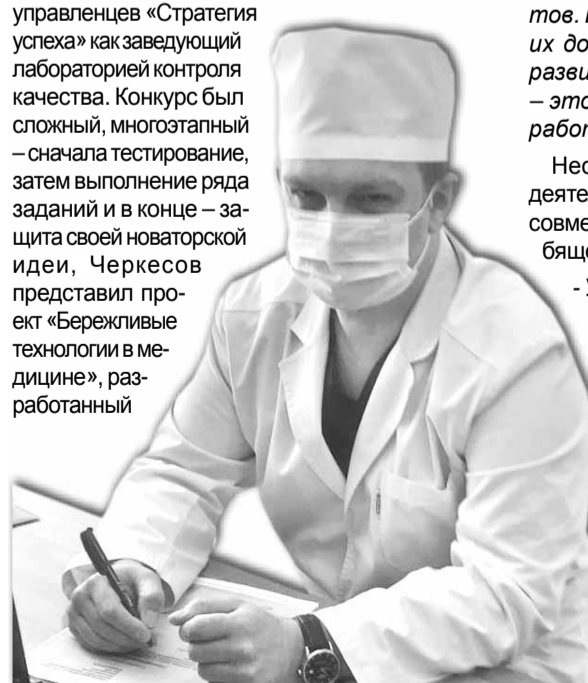 управленцев «Стратегия
успеха» как заведующий
лабораторией контроля
качества. Конкурс был
сложный, многоэтапный
– сначала тестирование,
затем выполнение ряда
заданий и в конце – за-
щита своей новаторской
идеи, Черкесов
представил про-
ект «Бережливые
технологии в ме-
дицине», раз-
работанный
тов.
их до
разви
– это
рабо
Нес
деяте
совме
бяще
-